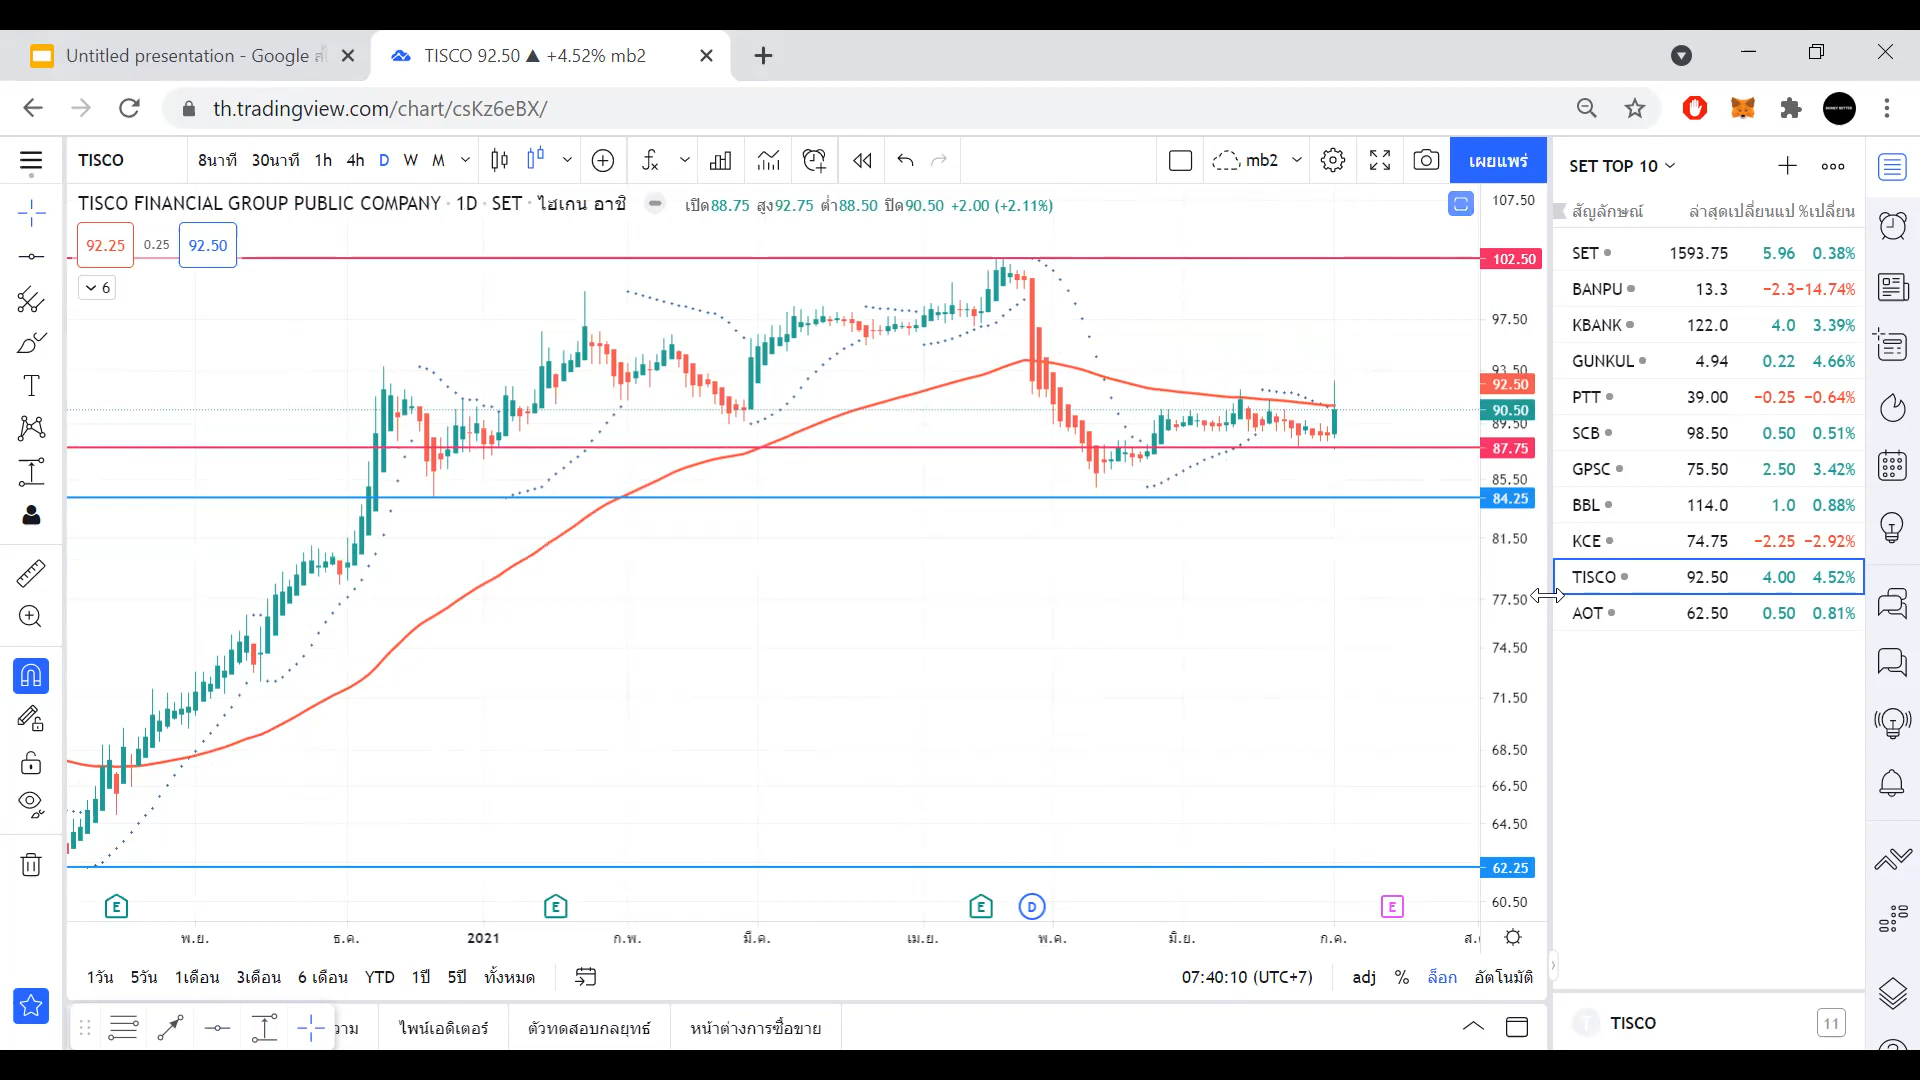 Untitled presentation - Google ส
TISCO 92.50 ▲ +4.52% mb2
th.tradingview.com/chart/csKz6eBX/
TISCO
8นาที 30นาที 1h 4h D W M
mb2
เผยแพร่
SET TOP 10
TISCO FINANCIAL GROUP PUBLIC COMPANY · 1D · SET · ไฮเกน อาชิ
เปิด88.75 สูง92.75 ต่ำ88.50 ปิด90.50 +2.00 (+2.11%)
92.25 0.25 92.50
6
107.50
102.50
97.50
93.50
92.50
90.50
89.50
87.75
85.50
84.25
81.50
77.50
74.50
71.50
68.50
66.50
64.50
62.25
60.50
สัญลักษณ์ ล่าสุด เปลี่ยนแป %เปลี่ยน
SET 1593.75 5.96 0.38%
BANPU 13.3 −2.3 −14.74%
KBANK 122.0 4.0 3.39%
GUNKUL 4.94 0.22 4.66%
PTT 39.00 −0.25 −0.64%
SCB 98.50 0.50 0.51%
GPSC 75.50 2.50 3.42%
BBL 114.0 1.0 0.88%
KCE 74.75 −2.25 −2.92%
TISCO 92.50 4.00 4.52%
AOT 62.50 0.50 0.81%
E E E D E
พ.ย. ธ.ค. 2021 ก.พ. มี.ค. เม.ย. พ.ค. มิ.ย. ก.ค. ส.
1วัน 5วัน 1เดือน 3เดือน 6 เดือน YTD 1ปี 5ปี ทั้งหมด
07:40:10 (UTC+7) adj % ล็อก อัตโนมัติ
วาม ไพน์เอดิเตอร์ ตัวทดสอบกลยุทธ์ หน้าต่างการซื้อขาย
T TISCO 11